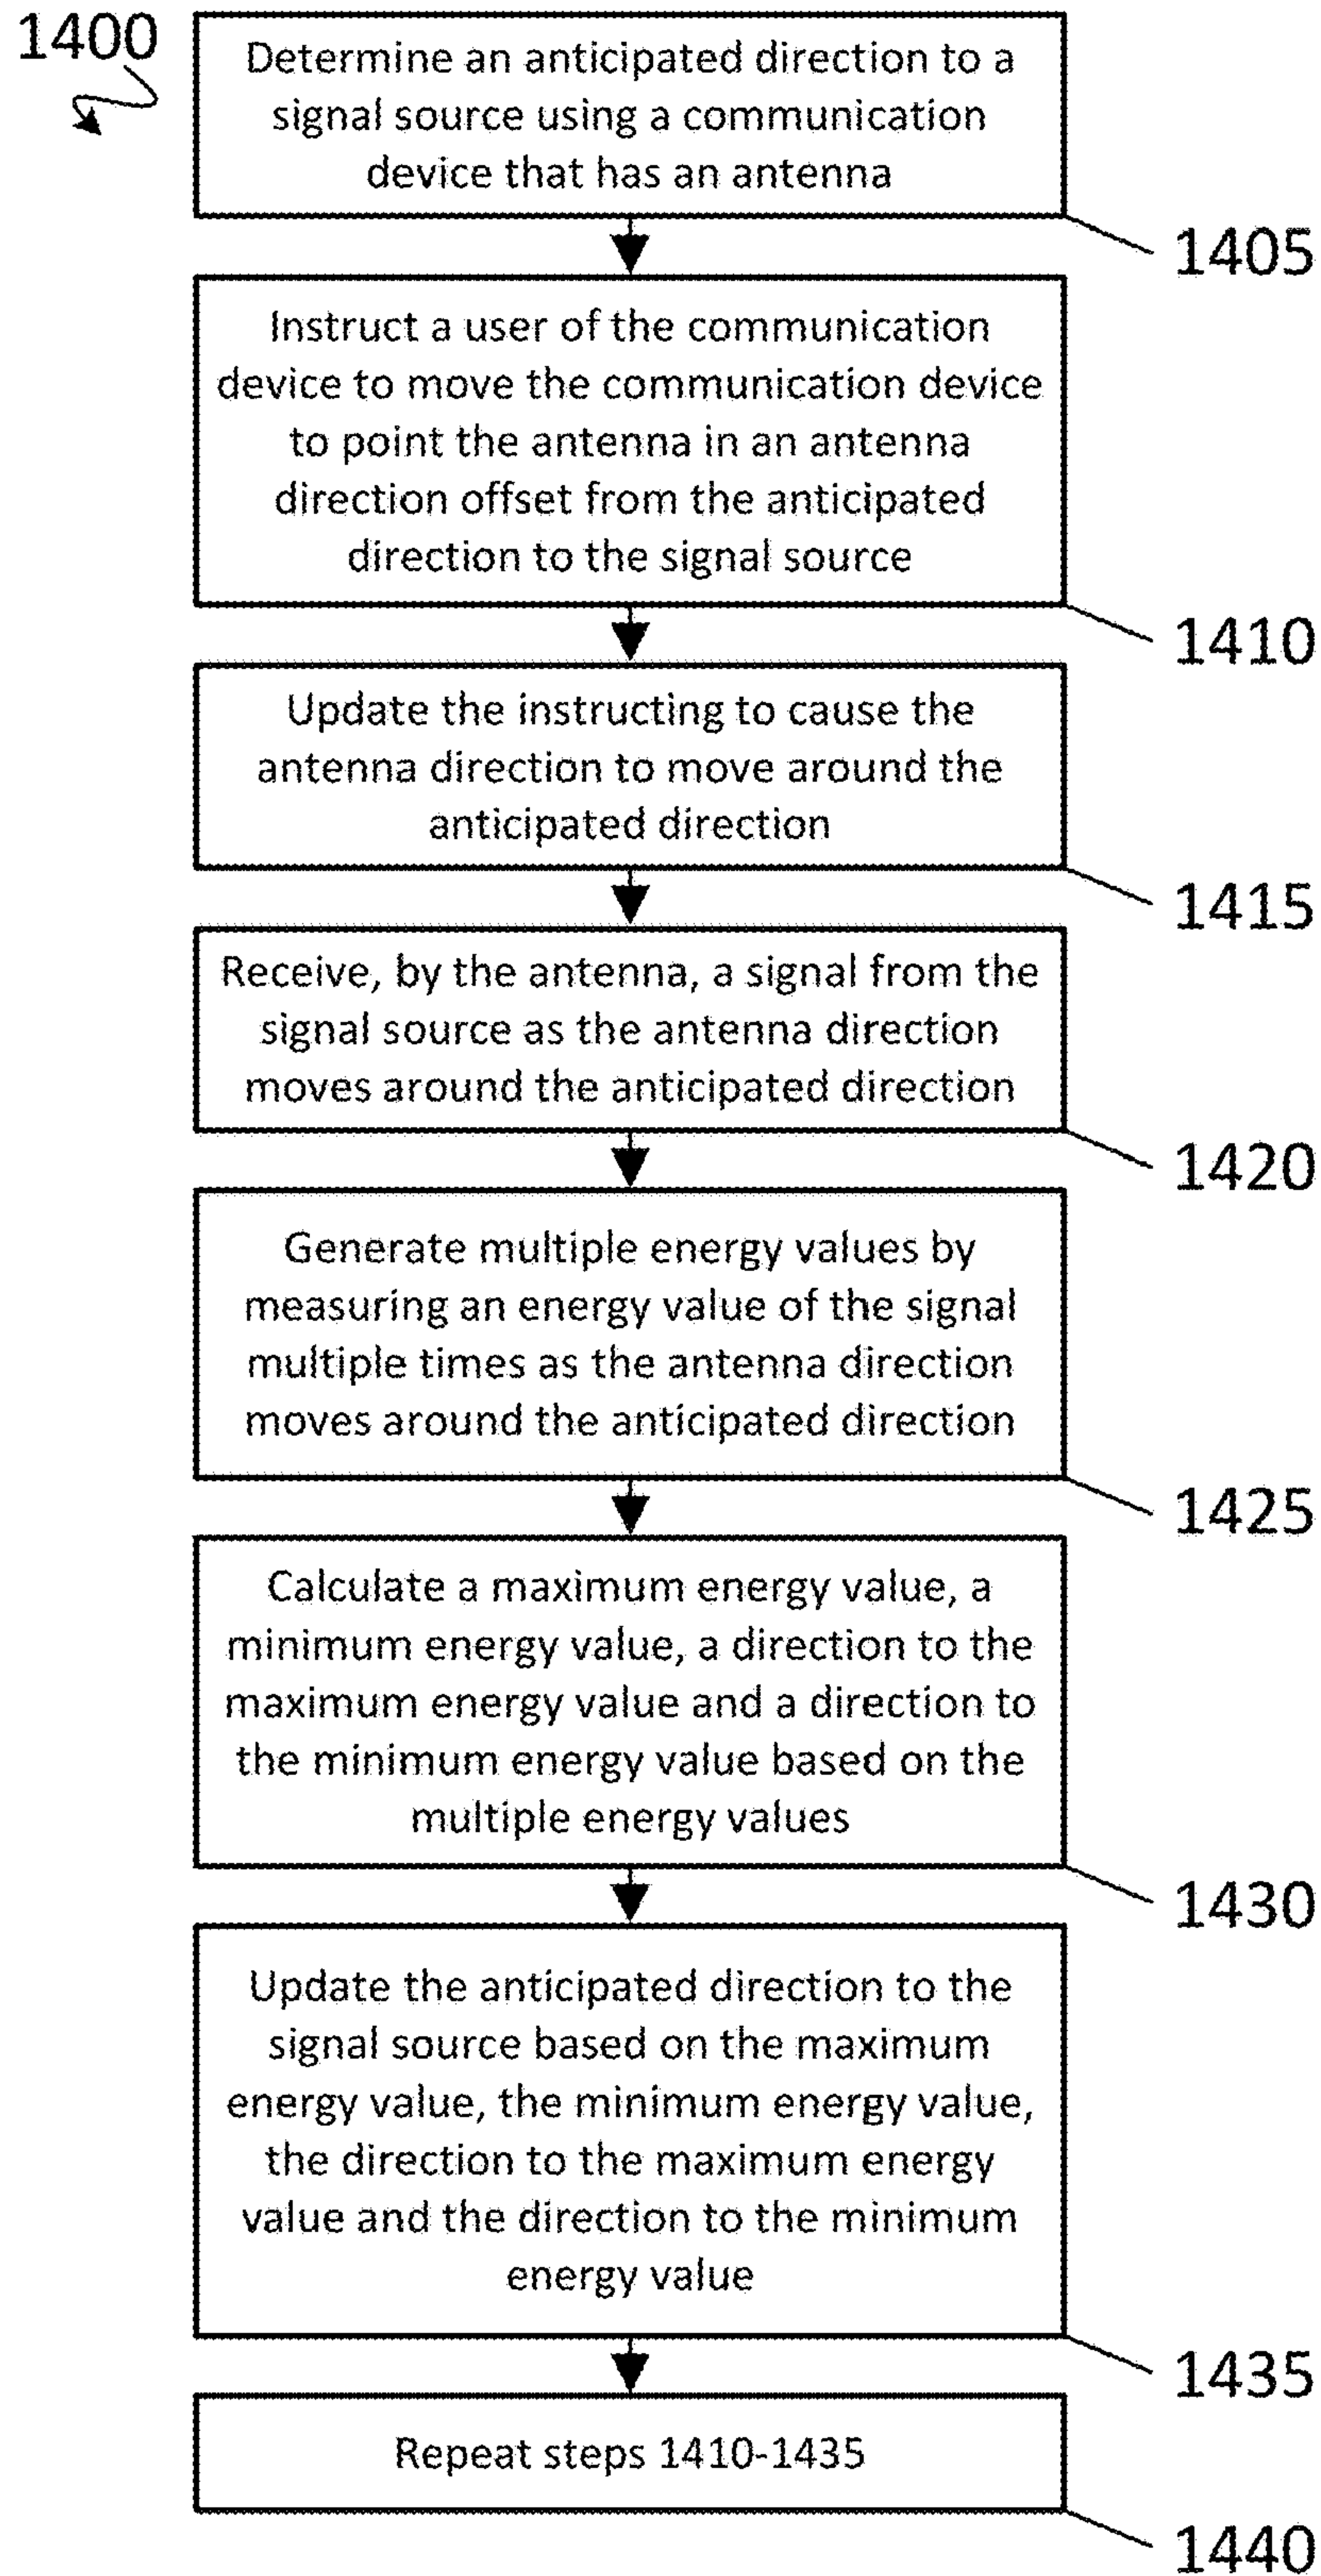 1400
Determine an anticipated direction to a
signal source using a communication
device that has an antenna
1405
Instruct a user of the communication
device to move the communication device
to point the antenna in an antenna
direction offset from the anticipated
direction to the signal source
1410
Update the instructing to cause the
antenna direction to move around the
anticipated direction
1415
Receive, by the antenna, a signal from the
signal source as the antenna direction
moves around the anticipated direction
1420
Generate multiple energy values by
measuring an energy value of the signal
multiple times as the antenna direction
moves around the anticipated direction
1425
Calculate a maximum energy value, a
minimum energy value, a direction to the
maximum energy value and a direction to
the minimum energy value based on the
multiple energy values
1430
Update the anticipated direction to the
signal source based on the maximum
energy value, the minimum energy value,
the direction to the maximum energy
value and the direction to the minimum
energy value
1435
Repeat steps 1410-1435
1440